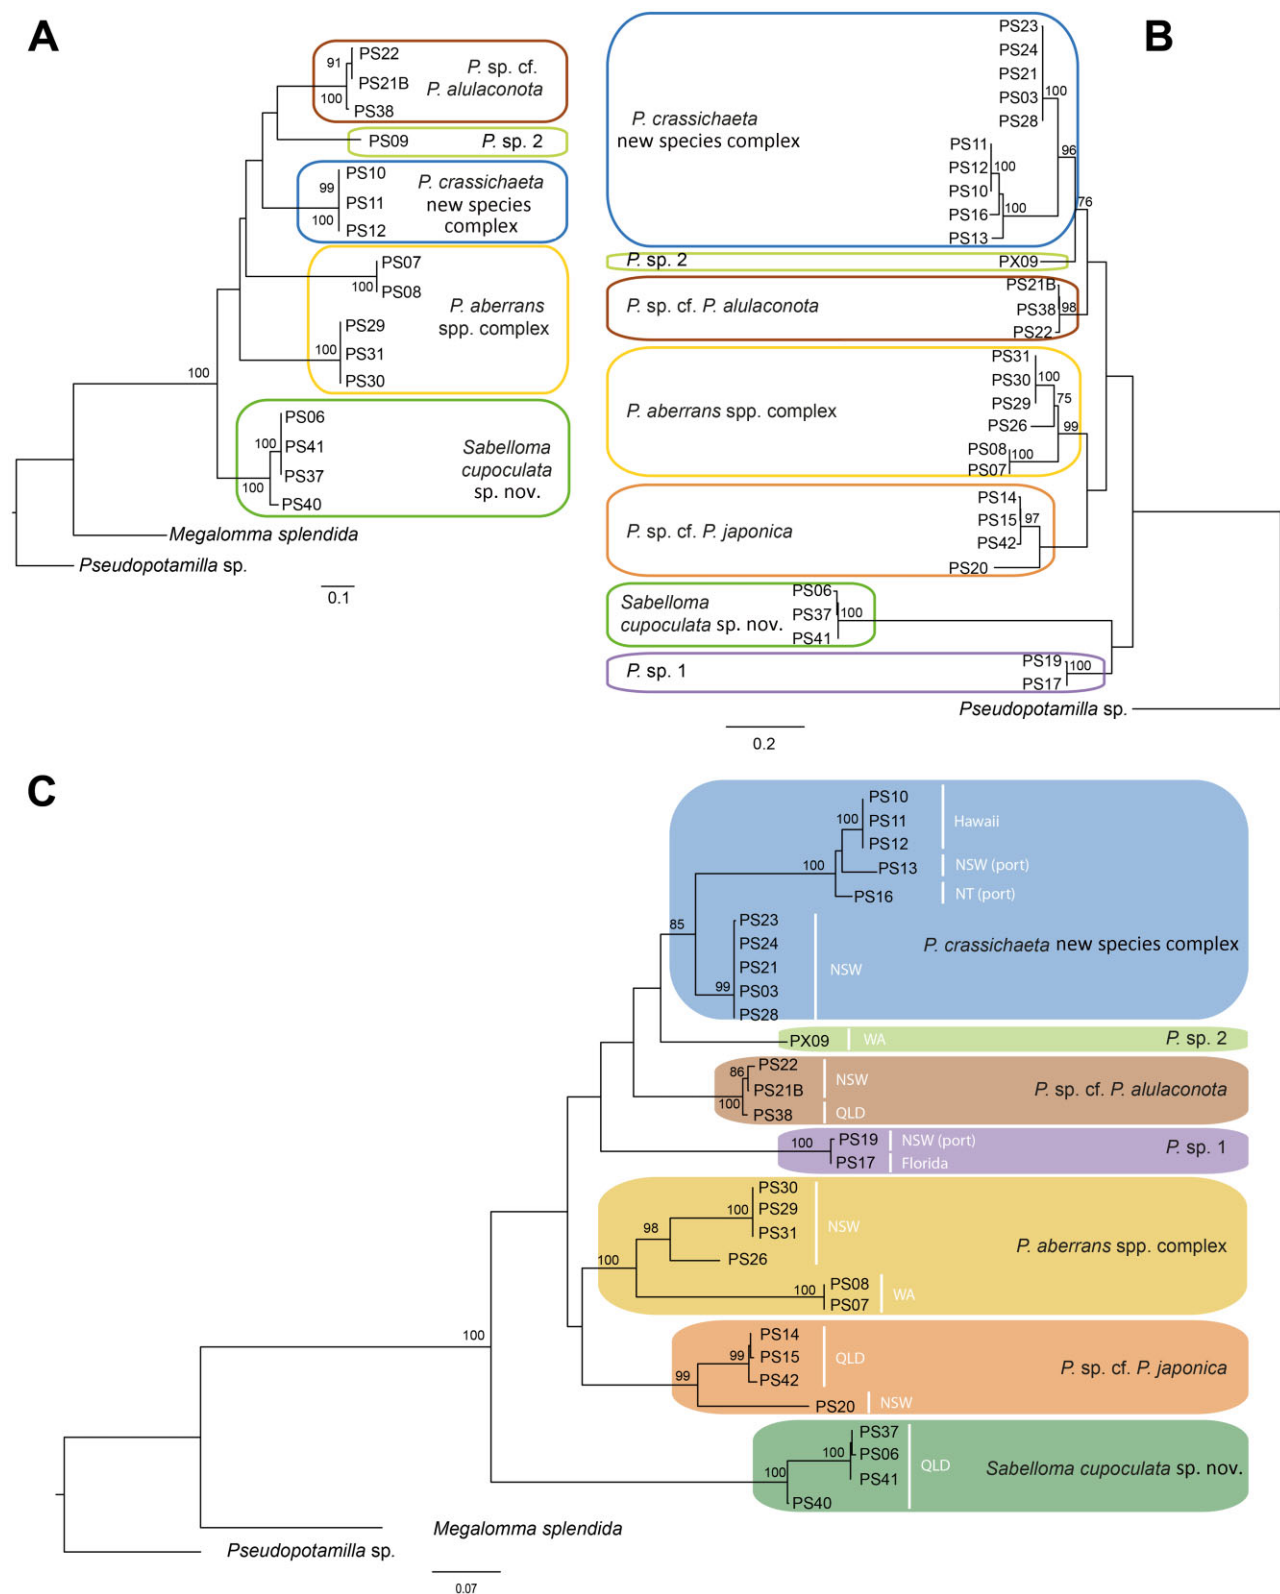 A
PS22
91
P. sp. cf.
PS21B
P. alulaconota
100
PS38
PS09
P. sp. 2
PS10
99
P. crassichaeta
PS11
new species
100
complex
PS12
PS07
100
PS08
P. aberrans
PS29
spp. complex
100
PS31
PS30
100
PS06
100
PS41
Sabelloma
PS37
cupoculata
100
sp. nov.
PS40
Megalomma splendida
Pseudopotamilla sp.
0.1
B
PS23
PS24
PS21
PS03
100
PS28
P. crassichaeta
new species complex
PS11
96
PS12
100
PS10
76
PS16
100
PS13
P. sp. 2
PX09
PS21B
P. sp. cf. P. alulaconota
PS38
98
PS22
PS31
PS30
100
PS29
75
P. aberrans spp. complex
PS26
99
PS08
100
PS07
PS14
PS15
97
P. sp. cf. P. japonica
PS42
PS20
PS06
Sabelloma
PS37
100
cupoculata sp. nov.
PS41
PS19
P. sp. 1
100
PS17
Pseudopotamilla sp.
0.2
C
PS10
100
PS11
Hawaii
PS12
100
PS13
NSW (port)
PS16
NT (port)
85
PS23
PS24
P. crassichaeta new species complex
PS21
NSW
99
PS03
PS28
PX09
WA
P. sp. 2
PS22
86
NSW
PS21B
P. sp. cf. P. alulaconota
100
PS38
QLD
PS19
NSW (port)
100
P. sp. 1
PS17
Florida
PS30
100
PS29
NSW
98
PS31
P. aberrans spp. complex
100
PS26
PS08
100
WA
PS07
PS14
99
PS15
QLD
P. sp. cf. P. japonica
99
PS42
PS20
NSW
100
PS37
100
PS06
QLD
Sabelloma cupoculata sp. nov.
100
PS41
PS40
Megalomma splendida
Pseudopotamilla sp.
0.07